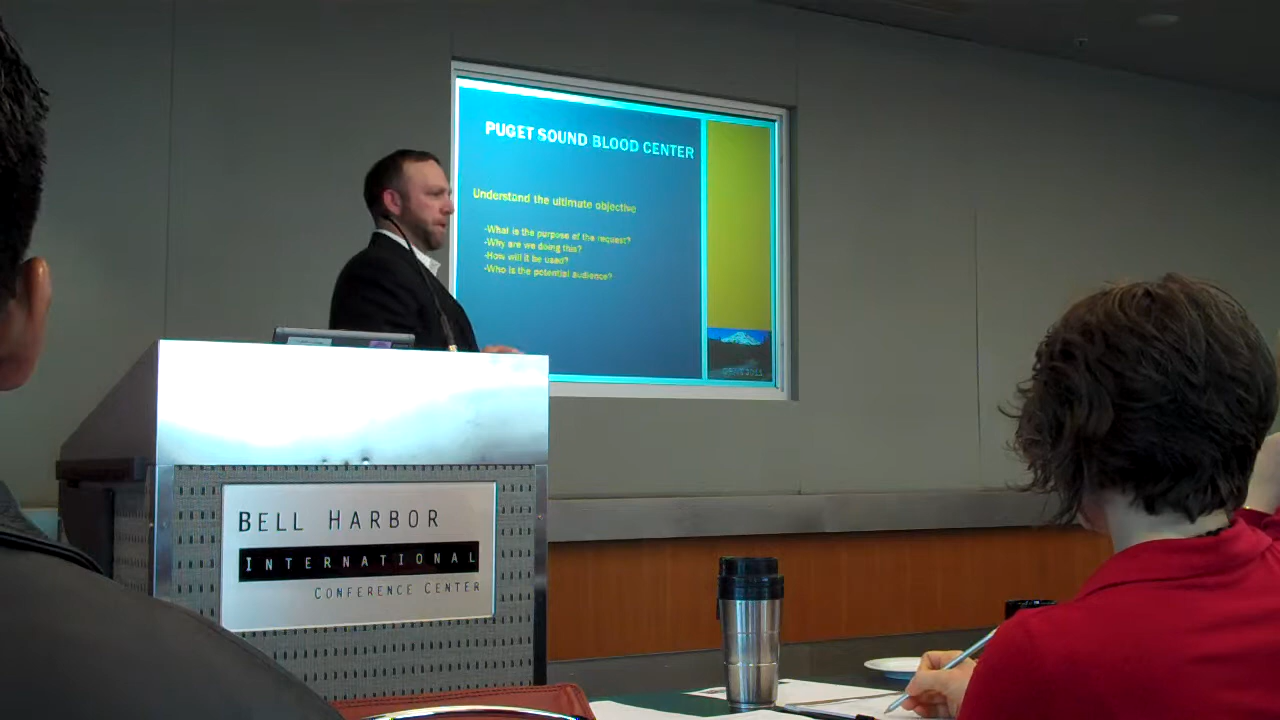 PUGET SOUND BLOOD CENTER
Understand the ultimate objective
-What is the purpose of the request?
-Why are we doing this?
-How will it be used?
-Who is the potential audience?
BELL HARBOR
INTERNATIONAL
CONFERENCE CENTER